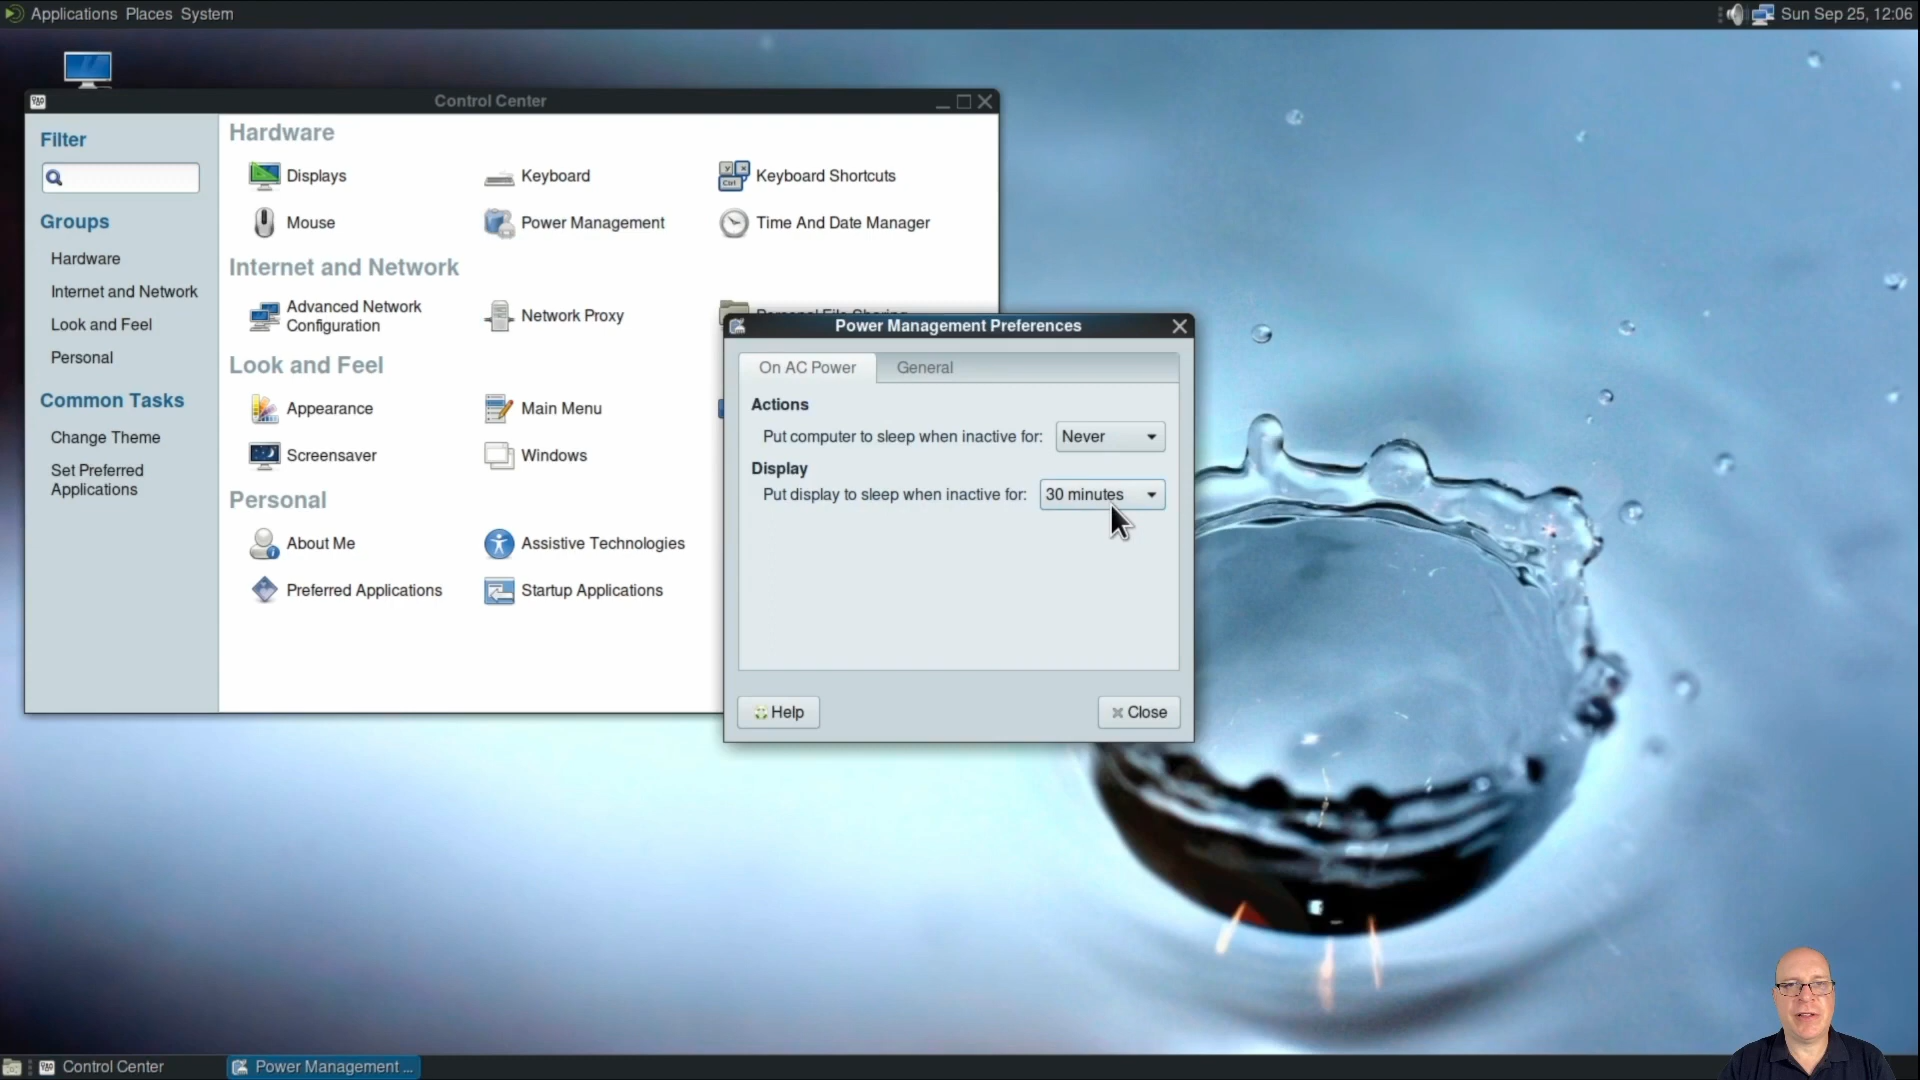 Applications Places System
Sun Sep 25, 12:06
Control Center
Filter
Groups
Hardware
Internet and Network
Look and Feel
Personal
Common Tasks
Change Theme
Set Preferred
Applications
Hardware
Displays
Keyboard
Keyboard Shortcuts
Ctrl
Mouse
Power Management
Time And Date Manager
Internet and Network
Advanced Network
Configuration
Network Proxy
Personal File Sharing
Look and Feel
Appearance
Main Menu
Screensaver
Windows
Personal
About Me
Assistive Technologies
Preferred Applications
Startup Applications
Power Management Preferences
On AC Power
General
Actions
Put computer to sleep when inactive for: Never
Display
Put display to sleep when inactive for: 30 minutes
Help
Close
Control Center
Power Management ...